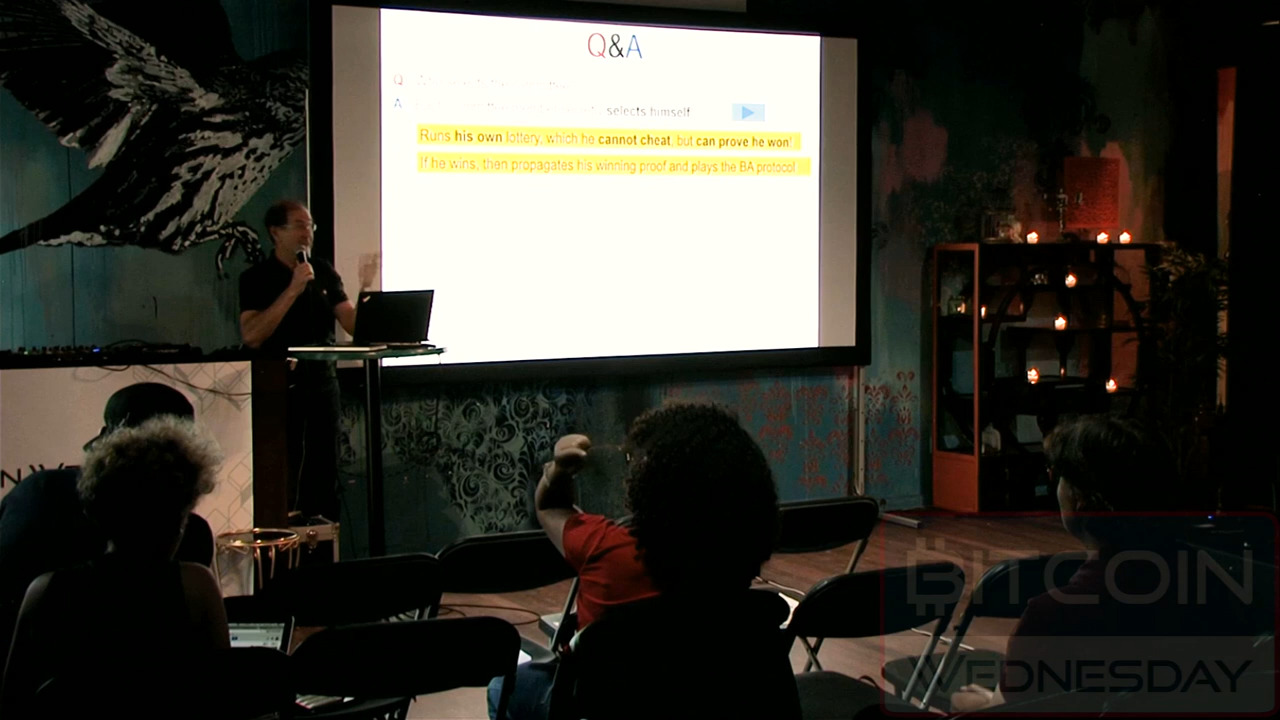 Q&A
Q
A selects himself
Runs his own lottery, which he cannot cheat, but can prove he won!
If he wins, then propagates his winning proof and plays the BA protocol
BITCOIN
WEDNESDAY